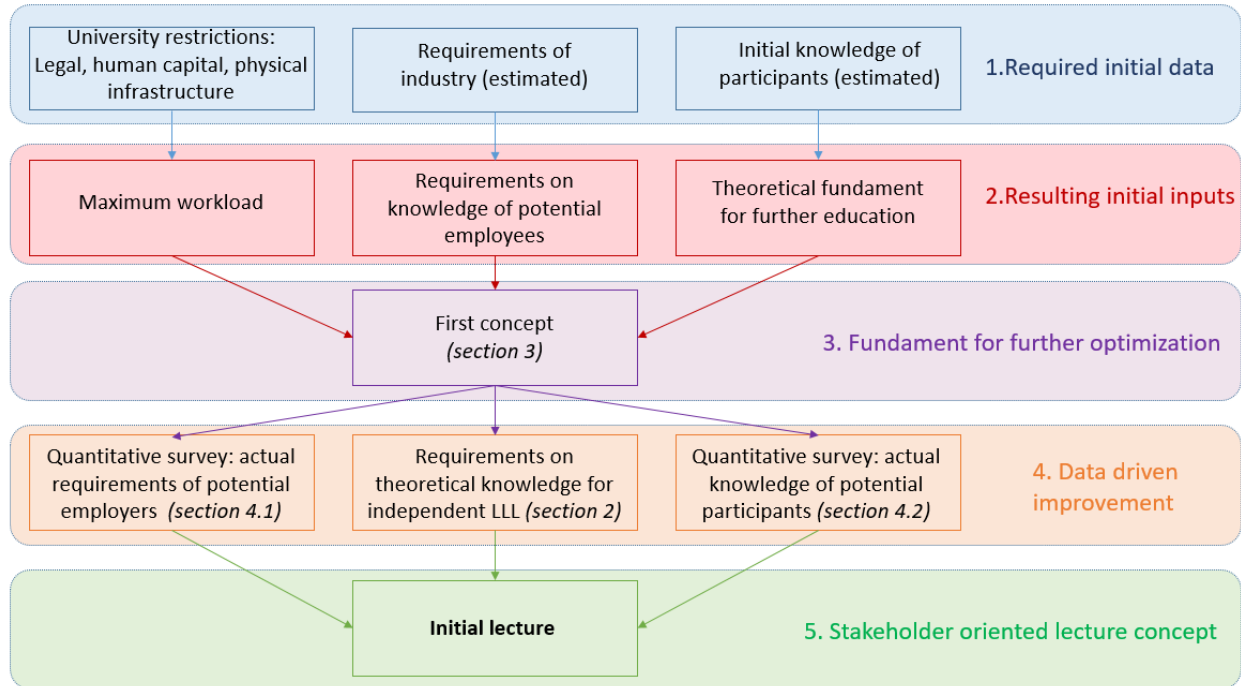 University restrictions:
Legal, human capital, physical
infrastructure
Requirements of
industry (estimated)
Initial knowledge of
participants (estimated)
1.Required initial data
Maximum workload
Requirements on
knowledge of potential
employees
Theoretical fundament
for further education
2.Resulting initial inputs
First concept
(section 3)
3. Fundament for further optimization
Quantitative survey: actual
requirements of potential
employers (section 4.1)
Requirements on
theoretical knowledge for
independent LLL (section 2)
Quantitative survey: actual
knowledge of potential
participants (section 4.2)
4. Data driven
improvement
Initial lecture
5. Stakeholder oriented lecture concept